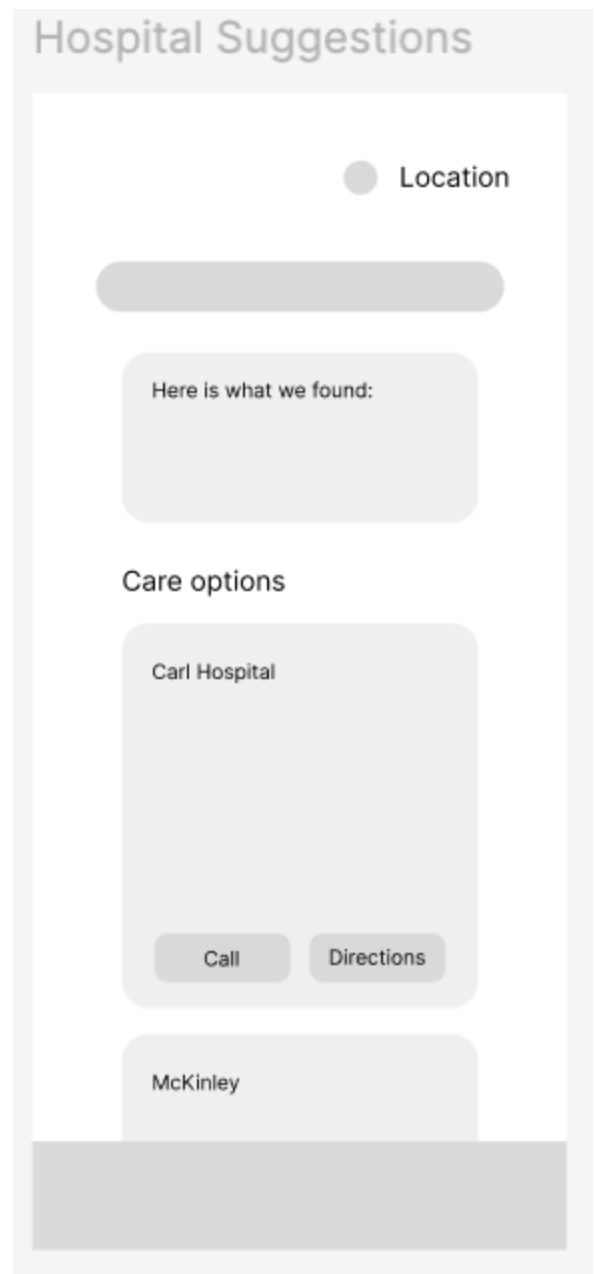 Hospital Suggestions
Location
Here is what we found:
Care options
Carl Hospital
Call
Directions
McKinley